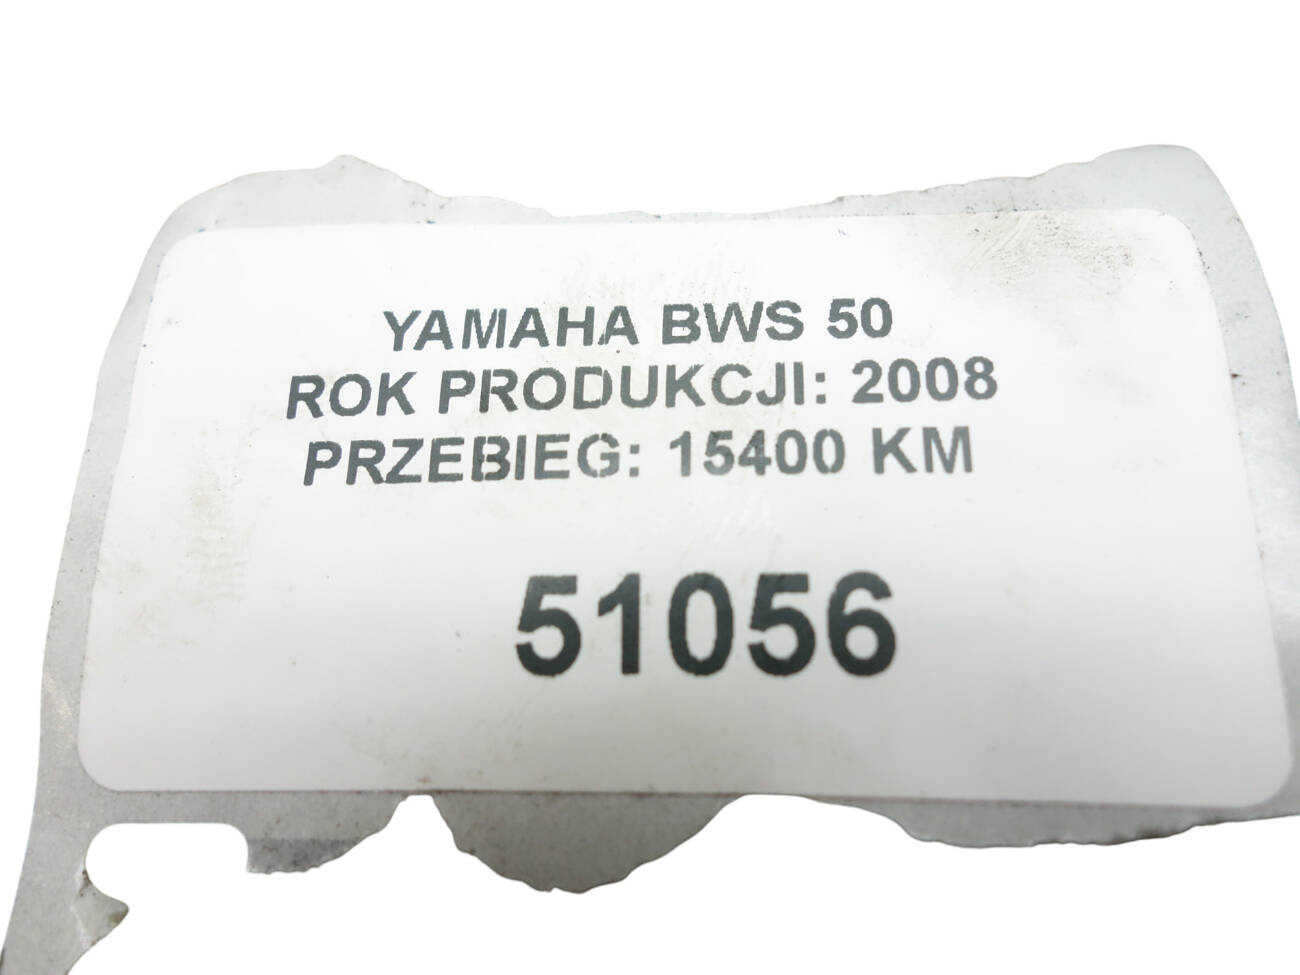 YAMAHA BWS 50
ROK PRODUKCJI: 2008
PRZEBIEG: 15400 KM
51056